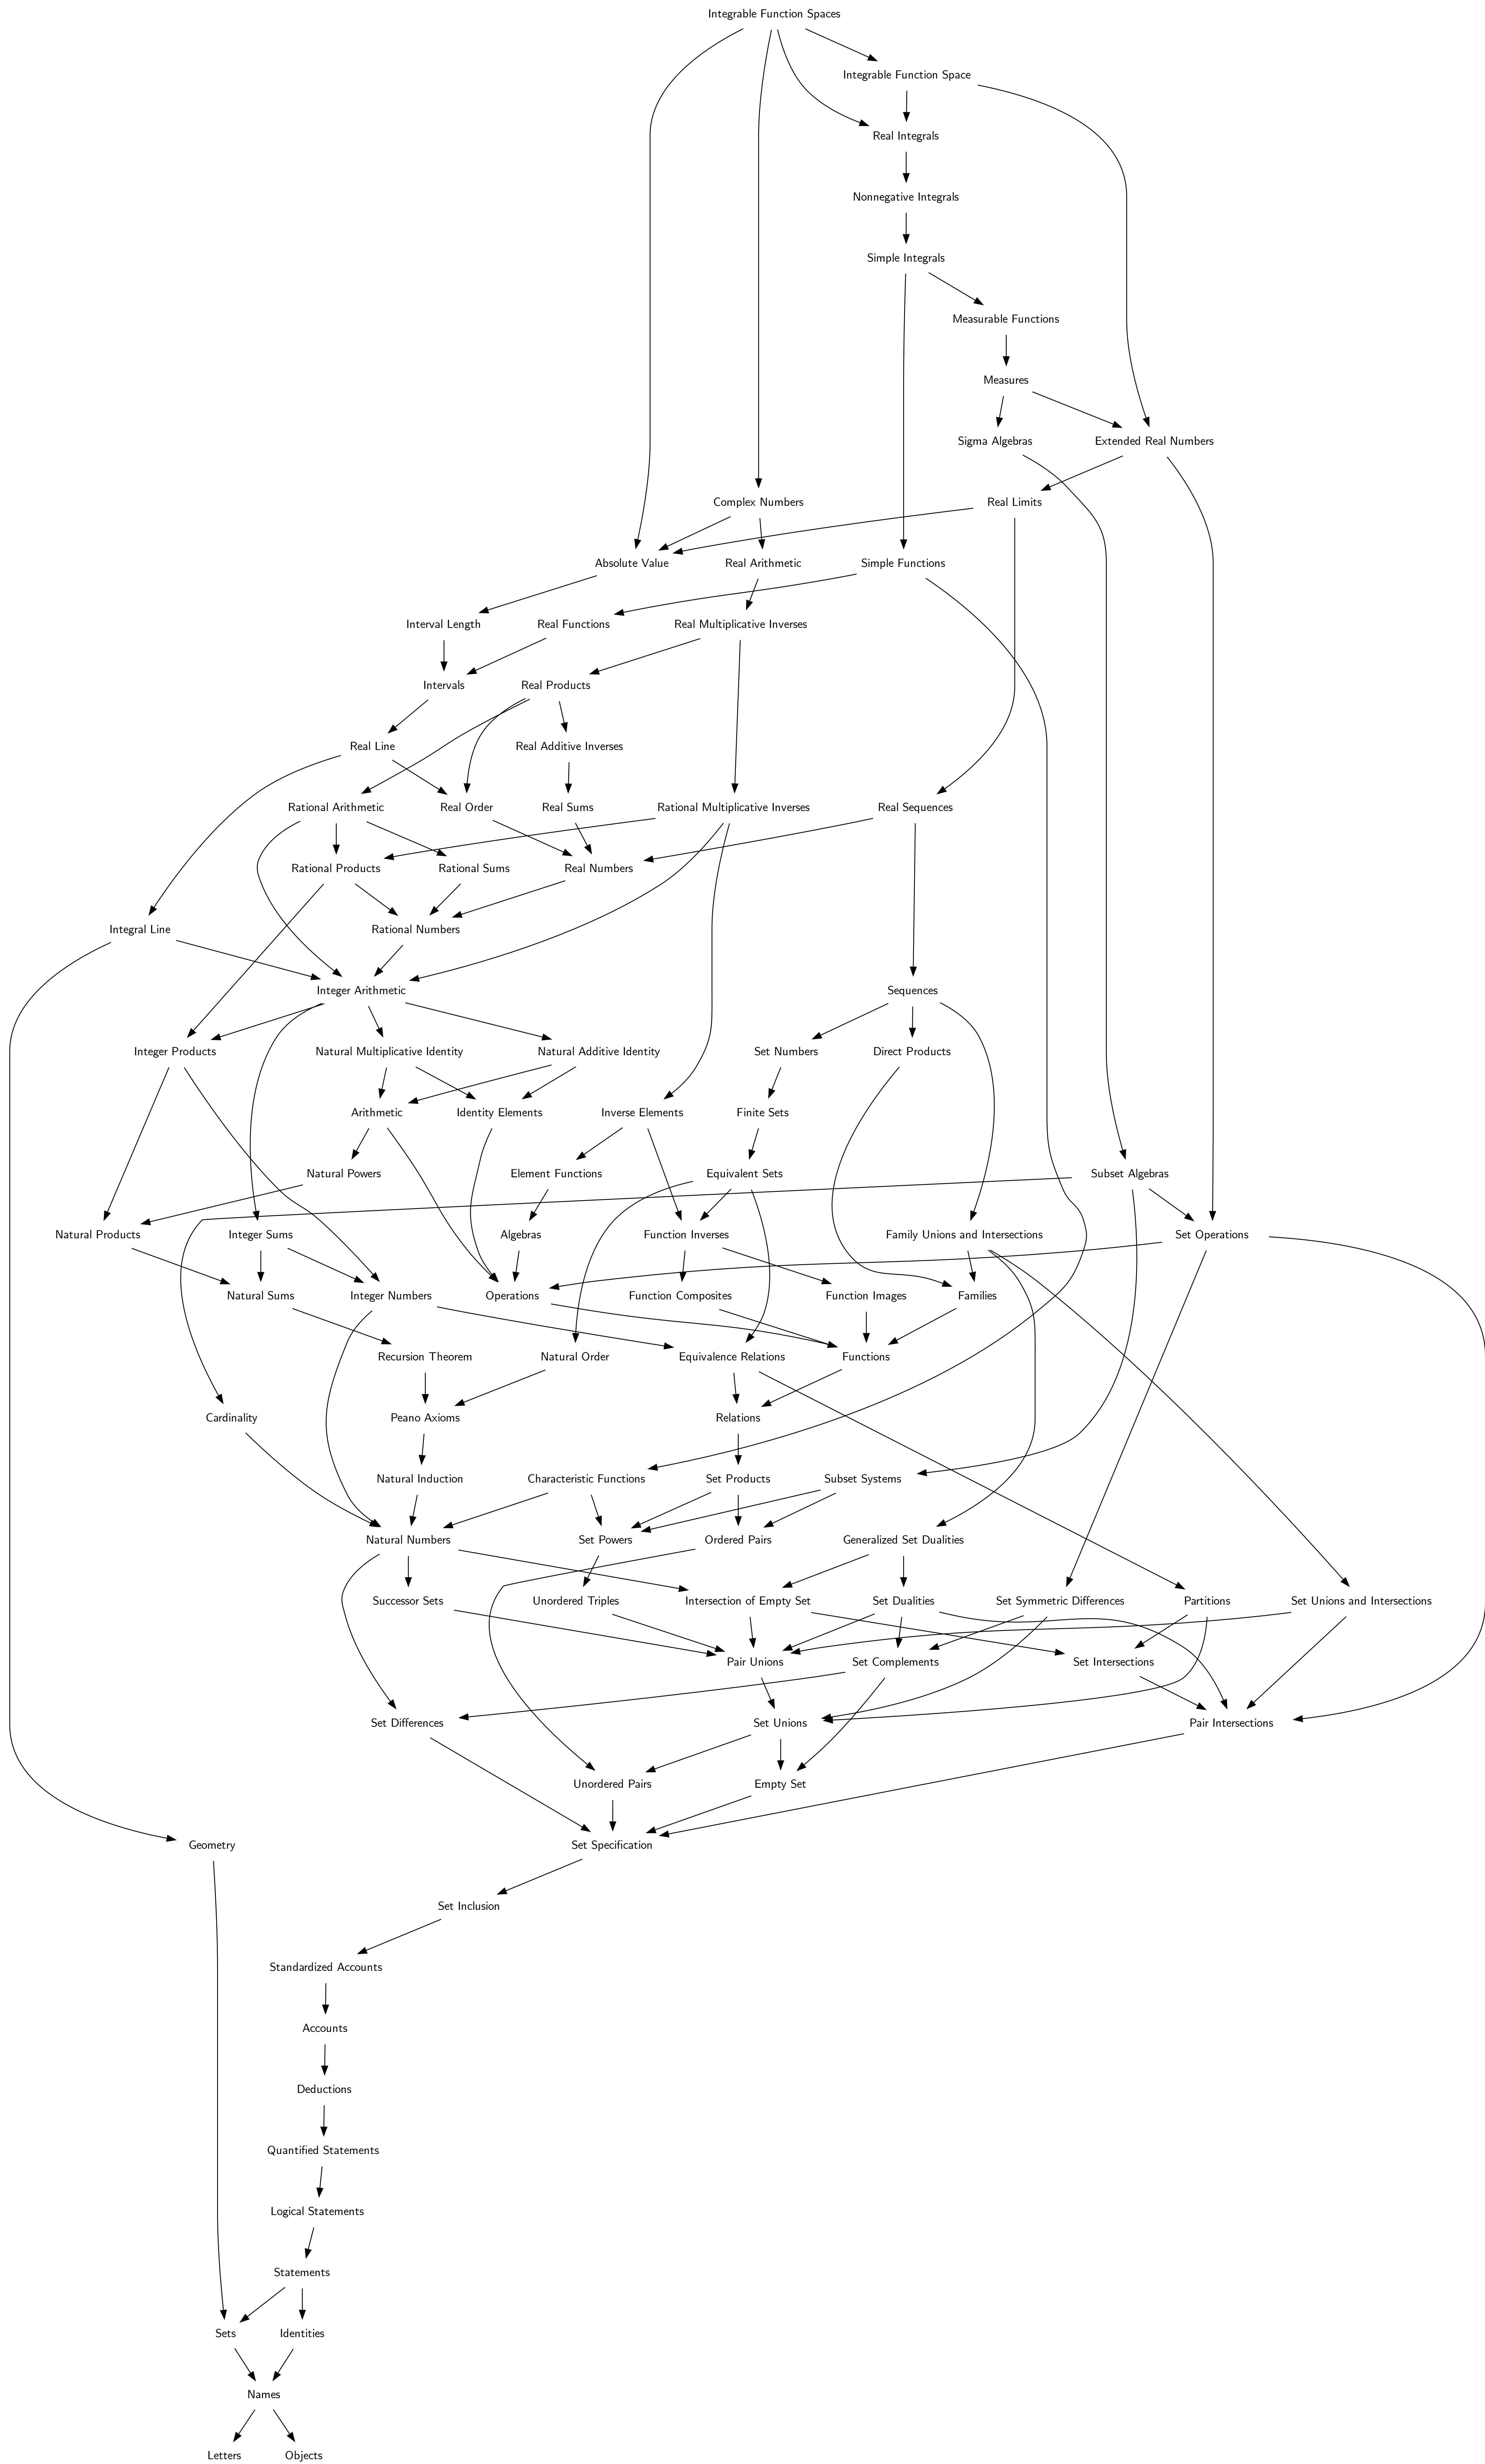 Integrable Function Spaces
Integrable Function Space
Real Integrals
Nonnegative Integrals
Simple Integrals
Measurable Functions
Measures
Sigma Algebras
Extended Real Numbers
Complex Numbers
Real Limits
Absolute Value
Real Arithmetic
Simple Functions
Interval Length
Real Functions
Real Multiplicative Inverses
Intervals
Real Products
Real Line
Real Additive Inverses
Rational Arithmetic
Real Order
Real Sums
Rational Multiplicative Inverses
Real Sequences
Rational Products
Rational Sums
Real Numbers
Integral Line
Rational Numbers
Integer Arithmetic
Sequences
Integer Products
Natural Multiplicative Identity
Natural Additive Identity
Set Numbers
Direct Products
Arithmetic
Identity Elements
Inverse Elements
Finite Sets
Natural Powers
Element Functions
Equivalent Sets
Subset Algebras
Natural Products
Integer Sums
Algebras
Function Inverses
Family Unions and Intersections
Set Operations
Natural Sums
Integer Numbers
Operations
Function Composites
Function Images
Families
Recursion Theorem
Natural Order
Equivalence Relations
Functions
Cardinality
Peano Axioms
Relations
Natural Induction
Characteristic Functions
Set Products
Subset Systems
Natural Numbers
Set Powers
Ordered Pairs
Generalized Set Dualities
Successor Sets
Unordered Triples
Intersection of Empty Set
Set Dualities
Set Symmetric Differences
Partitions
Set Unions and Intersections
Pair Unions
Set Complements
Set Intersections
Set Differences
Set Unions
Pair Intersections
Unordered Pairs
Empty Set
Geometry
Set Specification
Set Inclusion
Standardized Accounts
Accounts
Deductions
Quantified Statements
Logical Statements
Statements
Sets
Identities
Names
Letters
Objects